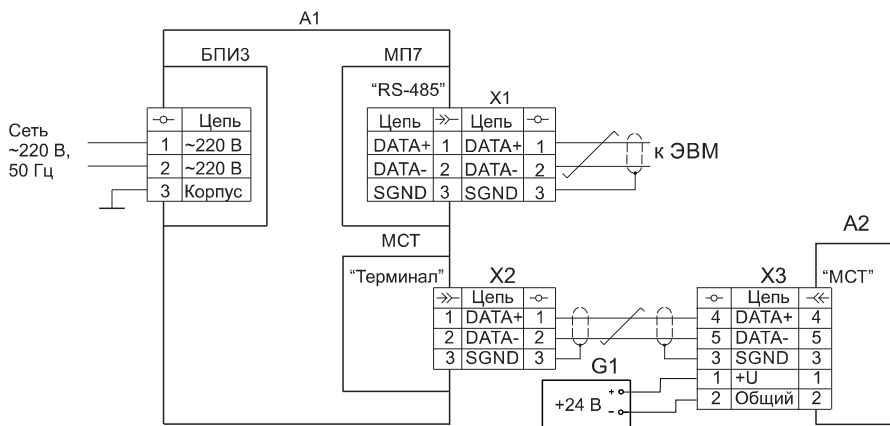 А1
БПИ3
МП7
“RS-485”
X1
Цепь
Цепь
Цепь
Сеть
~220 В,
50 Гц
1 ~220 В
2 ~220 В
3 Корпус
DATA+ 1 DATA+ 1
DATA- 2 DATA- 2
SGND 3 SGND 3
к ЭВМ
МСТ
“Терминал”
X2
Цепь
1 DATA+ 1
2 DATA- 2
3 SGND 3
А2
X3
“МСТ”
Цепь
4 DATA+ 4
5 DATA- 5
3 SGND 3
1 +U 1
2 Общий 2
G1
+24 В
+
-